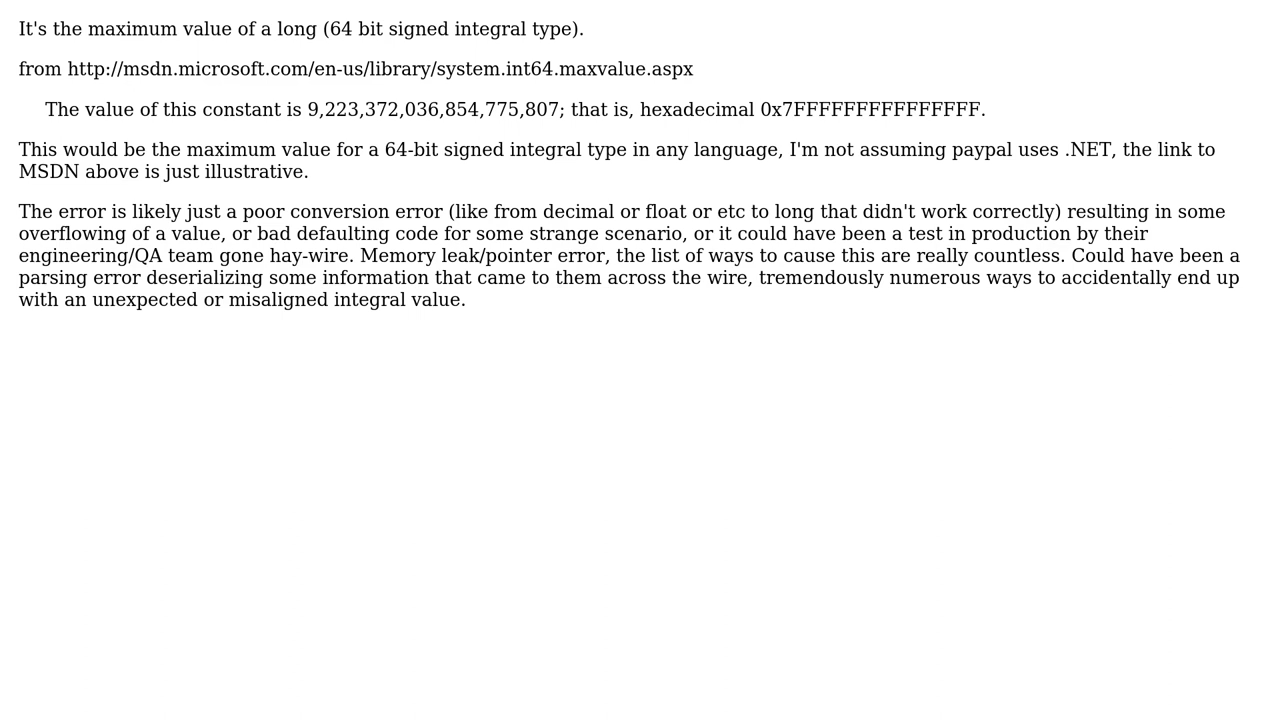 It's the maximum value of a long (64 bit signed integral type).
from http://msdn.microsoft.com/en-us/library/system.int64.maxvalue.aspx
The value of this constant is 9,223,372,036,854,775,807; that is, hexadecimal 0x7FFFFFFFFFFFFFFF.
This would be the maximum value for a 64-bit signed integral type in any language, I'm not assuming paypal uses .NET, the link to
MSDN above is just illustrative.
The error is likely just a poor conversion error (like from decimal or float or etc to long that didn't work correctly) resulting in some
overflowing of a value, or bad defaulting code for some strange scenario, or it could have been a test in production by their
engineering/QA team gone hay-wire. Memory leak/pointer error, the list of ways to cause this are really countless. Could have been a
parsing error deserializing some information that came to them across the wire, tremendously numerous ways to accidentally end up
with an unexpected or misaligned integral value.